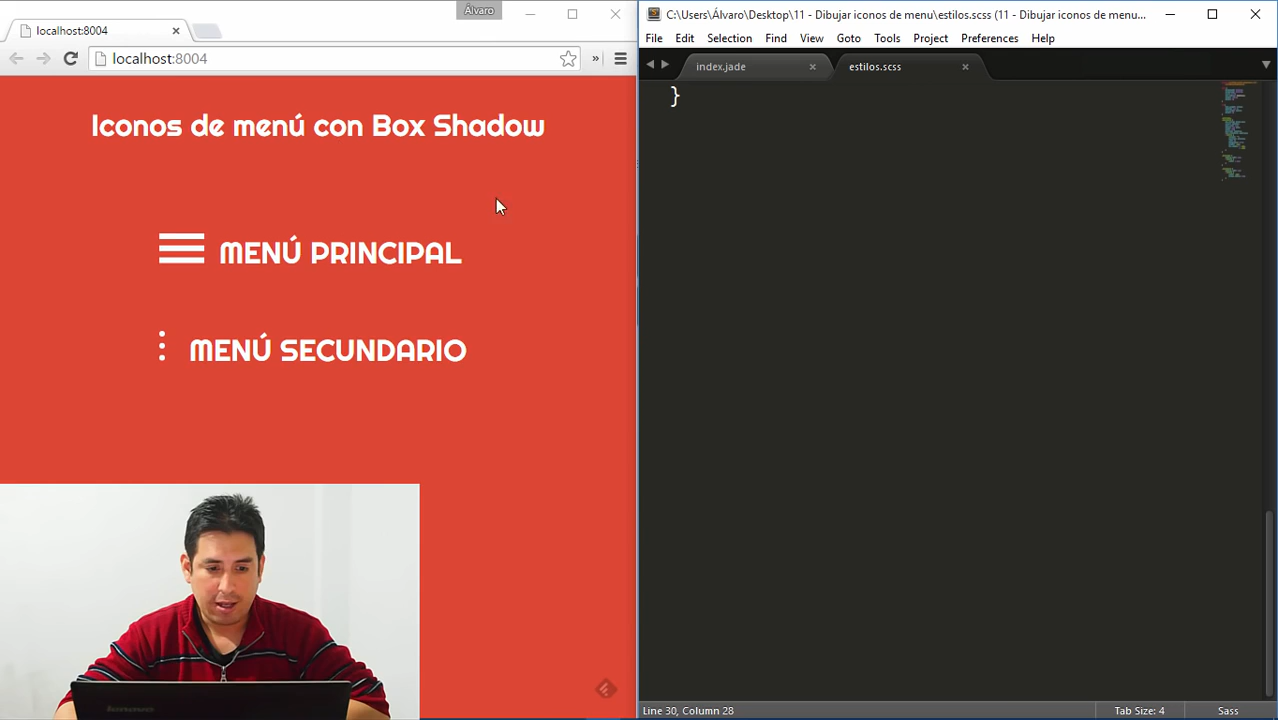 Álvaro
localhost:8004
localhost:8004
»
Iconos de menú con Box Shadow
MENÚ PRINCIPAL
MENÚ SECUNDARIO
C:\Users\Álvaro\Desktop\11 - Dibujar iconos de menu\estilos.scss (11 - Dibujar iconos de menu...
File Edit Selection Find View Goto Tools Project Preferences Help
index.jade estilos.scss
}
Line 30, Column 28 Tab Size: 4 Sass